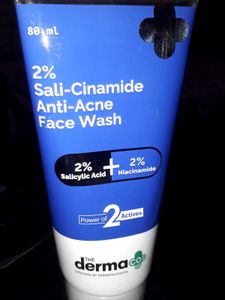 80 ml
2%
Sali-Cinamide
Anti-Acne
Face Wash
2% Salicylic Acid + 2% Niacinamide
Power of 2 Actives
THE
derma co